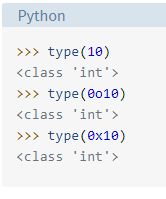 Python
>>> type(10)
<class 'int'>
>>> type(0o10)
<class 'int'>
>>> type(0x10)
<class 'int'>